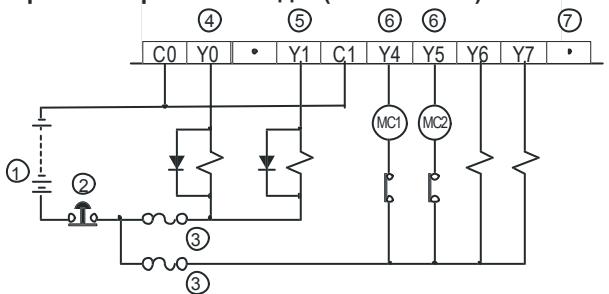 ④ ⑤ ⑥ ⑥ ⑦
C0 Y0 • Y1 C1 Y4 Y5 Y6 Y7 •
MC1 MC2
①
②
③
③